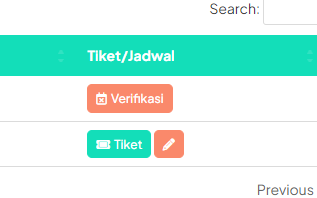 Search:
Tiket/Jadwal
Verifikasi
Tiket
Previous